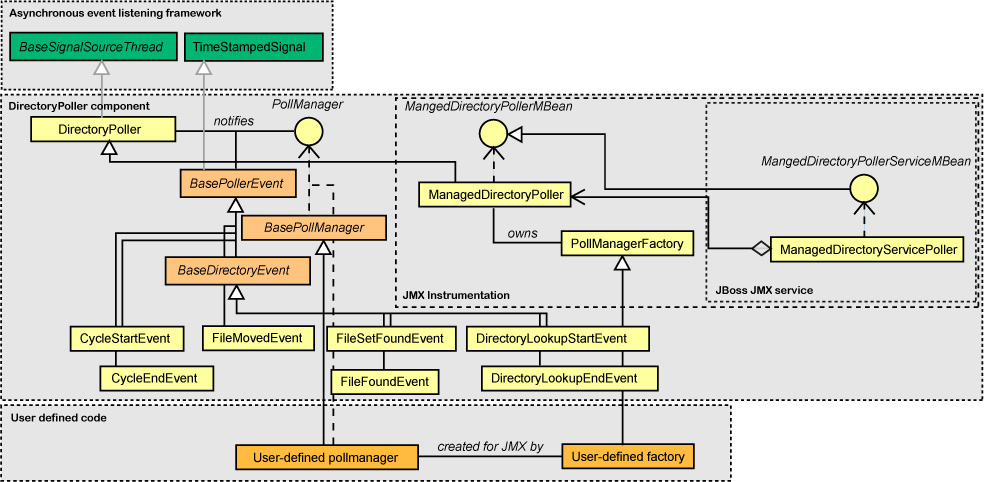 Asynchronous event listening framework
BaseSignalSourceThread
TimeStampedSignal
DirectoryPoller component
PollManager
MangedDirectoryPollerMBean
DirectoryPoller
notifies
MangedDirectoryPollerServiceMBean
BasePollerEvent
ManagedDirectoryPoller
BasePollManager
owns
PollManagerFactory
ManagedDirectoryServicePoller
BaseDirectoryEvent
JMX Instrumentation
JBoss JMX service
CycleStartEvent
FileMovedEvent
FileSetFoundEvent
DirectoryLookupStartEvent
CycleEndEvent
FileFoundEvent
DirectoryLookupEndEvent
User defined code
User-defined pollmanager
created for JMX by
User-defined factory